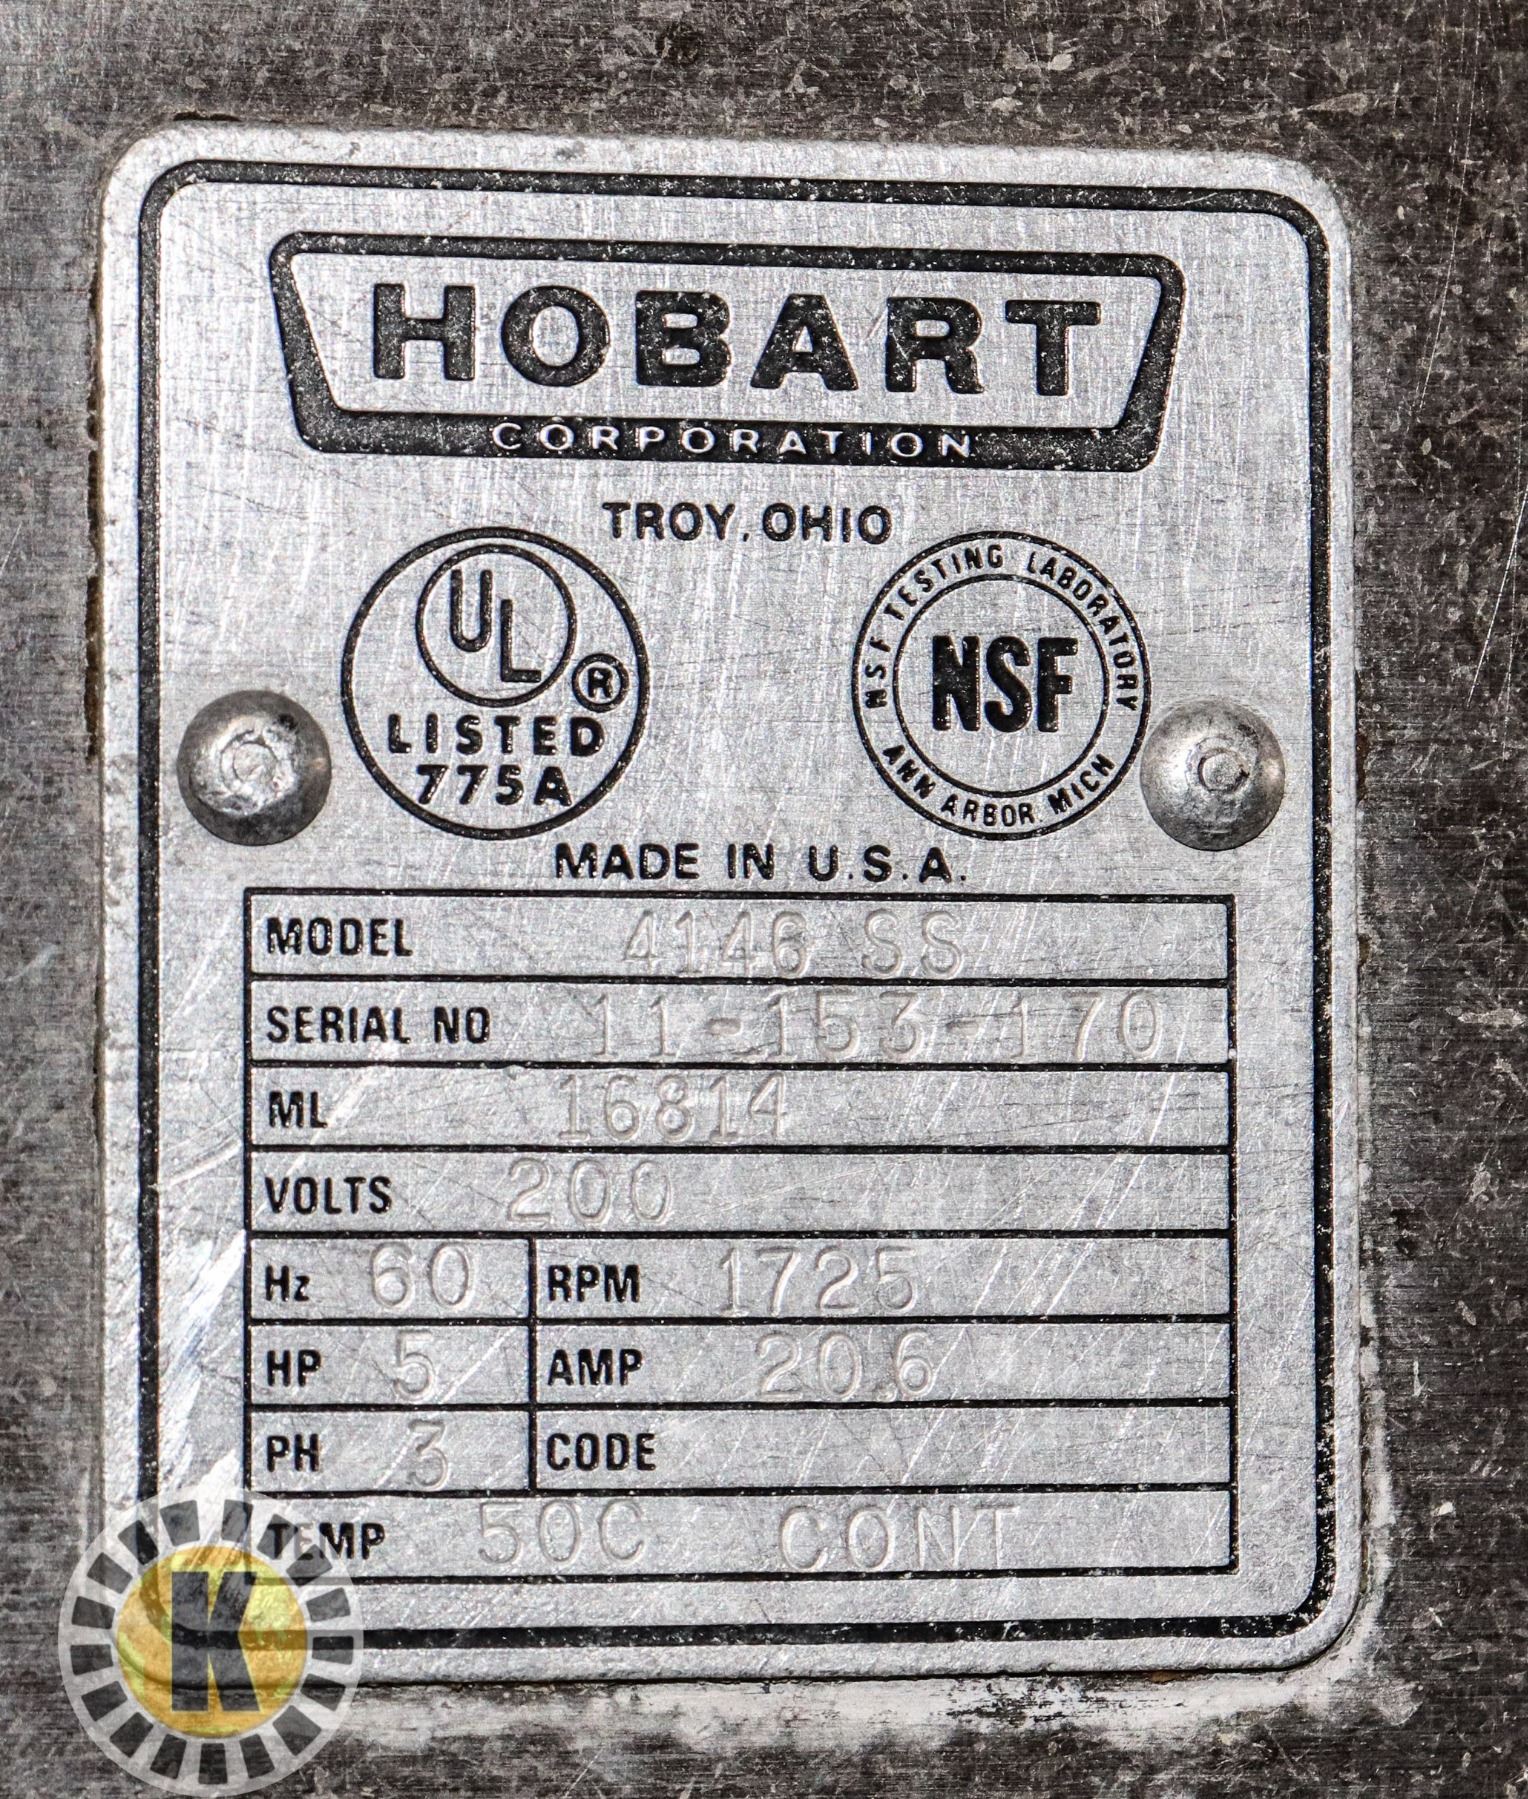 HOBART
CORPORATION
TROY, OHIO
UL ®
LISTED
775A
NSF TESTING LABORATORY
NSF
ANN ARBOR MICH
MADE IN U.S.A.
MODEL 4146 SS
SERIAL NO 11-153-170
ML 16814
VOLTS 200
Hz 60 RPM 1725
HP 5 AMP 20.6
PH 3 CODE
TEMP 50C CONT
K